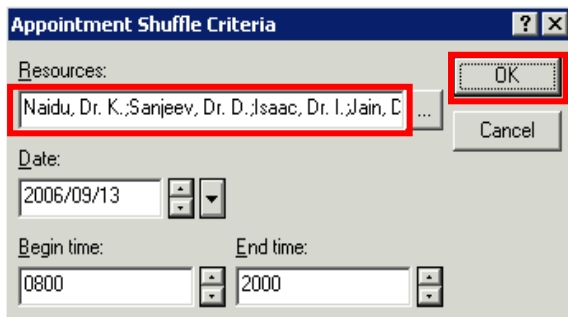 Appointment Shuffle Criteria
Resources:
Naidu, Dr. K.;Sanjeev, Dr. D.;Isaac, Dr. I.;Jain, D
...
OK
Cancel
Date:
2006/09/13
Begin time:
End time:
0800
2000